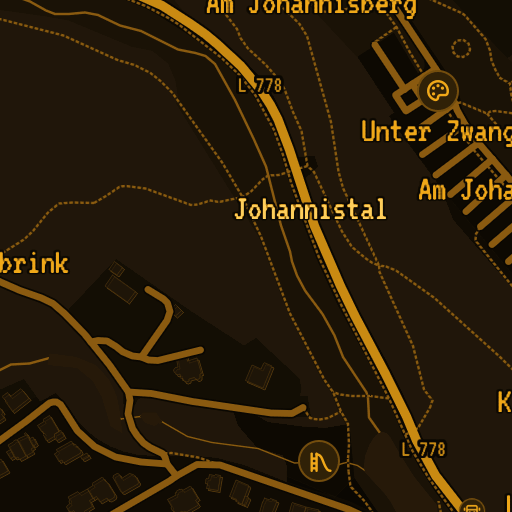 Am Johannisberg
L 778
Unter Zwang
Am Joha
Johannistal
brink
K
L 778